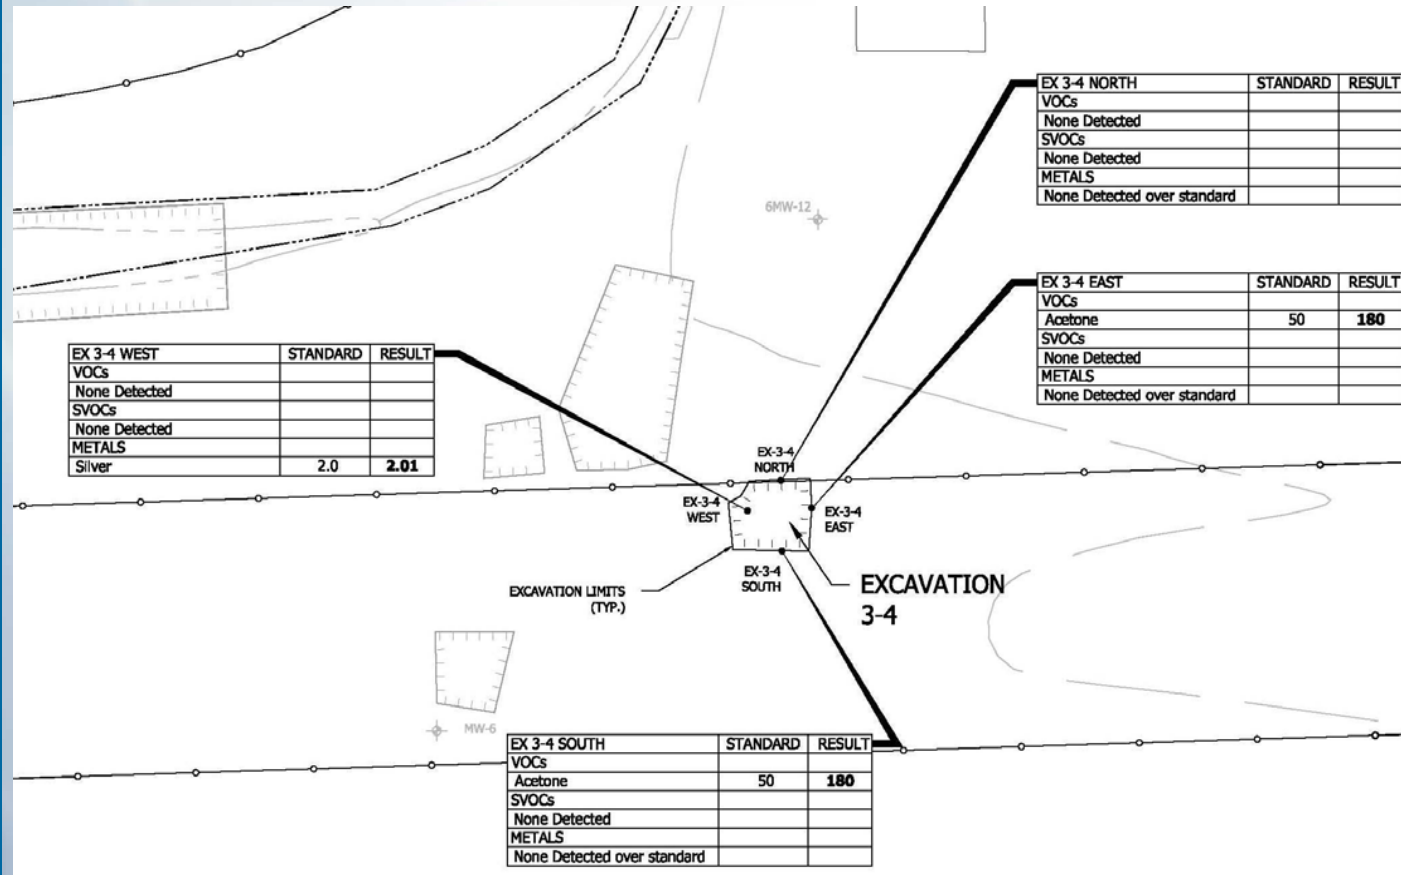 EX 3-4 NORTH STANDARD RESULT
VOCs
None Detected
SVOCs
None Detected
METALS
None Detected over standard
6MW-12
EX 3-4 EAST STANDARD RESULT
VOCs
Acetone 50 180
SVOCs
None Detected
METALS
None Detected over standard
EX 3-4 WEST STANDARD RESULT
VOCs
None Detected
SVOCs
None Detected
METALS
Silver 2.0 2.01
EX-3-4
NORTH
EX-3-4
WEST
EX-3-4
EAST
EX-3-4
SOUTH
EXCAVATION LIMITS
(TYP.)
EXCAVATION
3-4
MW-6
EX 3-4 SOUTH STANDARD RESULT
VOCs
Acetone 50 180
SVOCs
None Detected
METALS
None Detected over standard